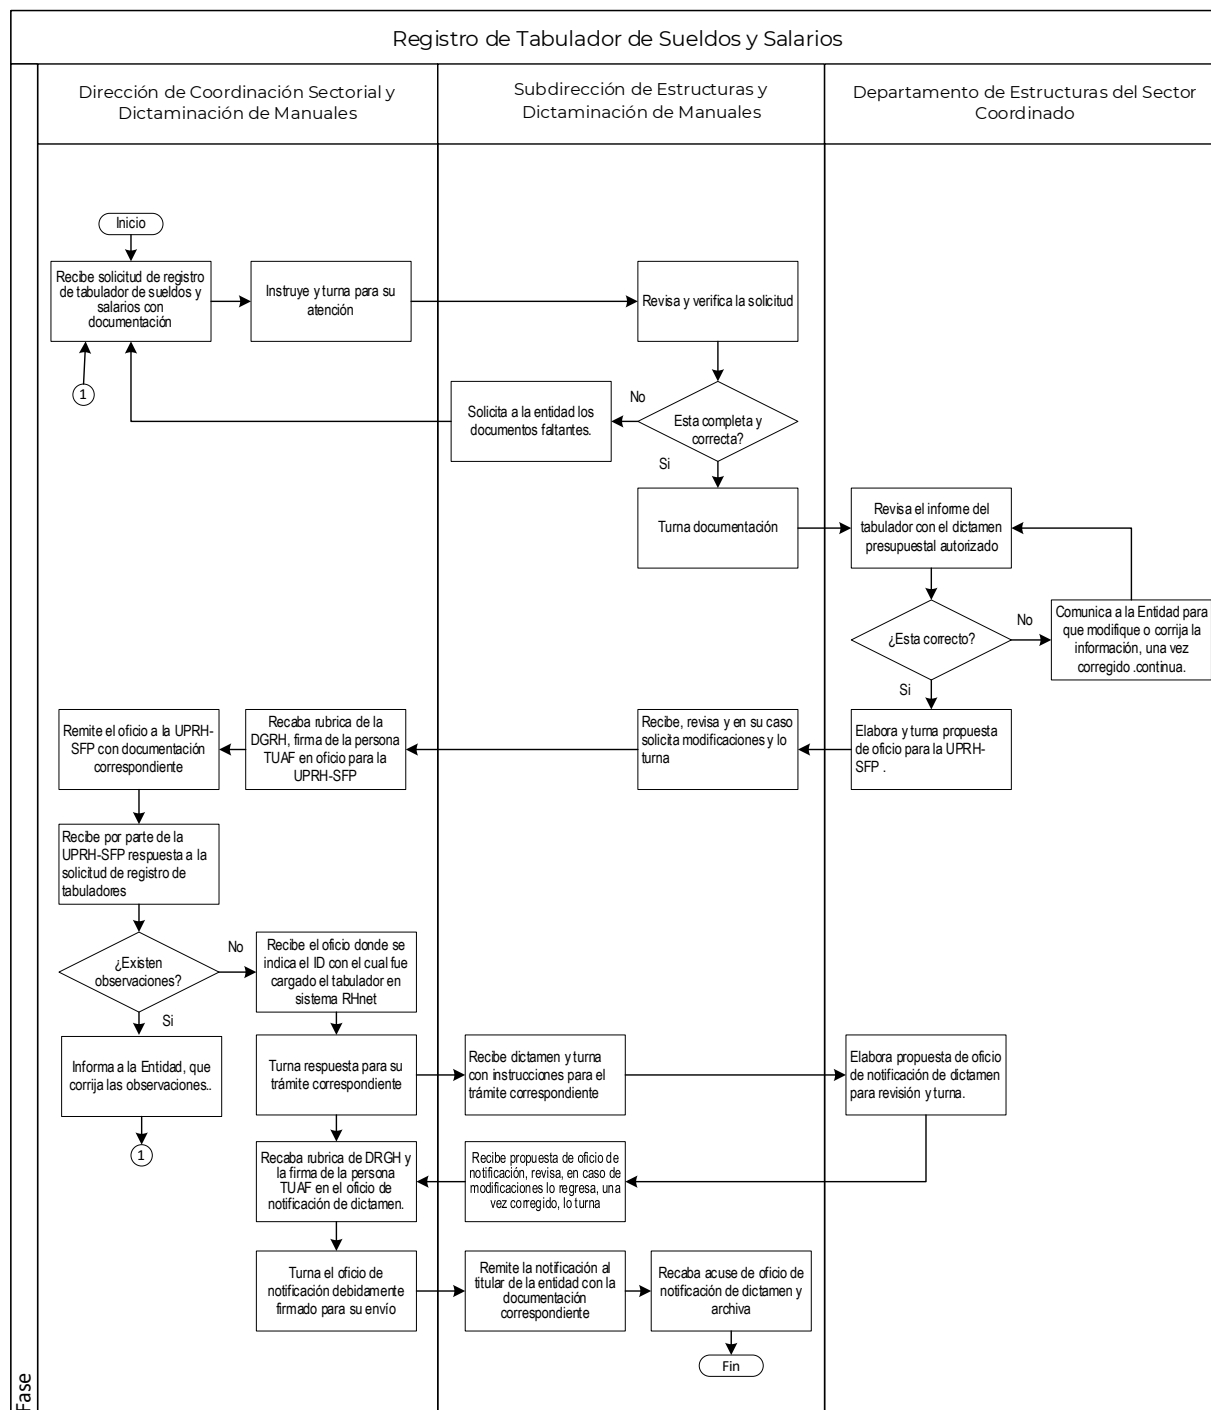 Registro de Tabulador de Sueldos y Salarios
Dirección de Coordinación Sectorial y
Dictaminación de Manuales
Subdirección de Estructuras y
Dictaminación de Manuales
Departamento de Estructuras del Sector
Coordinado
Inicio
Recibe solicitud de registro
de tabulador de sueldos y
salarios con
documentación
Instruye y turna para su
atención
Revisa y verifica la solicitud
1
Solicita a la entidad los
documentos faltantes.
No
Esta completa y
correcta?
Si
Turna documentación
Revisa el informe del
tabulador con el dictamen
presupuestal autorizado
¿Esta correcto?
No
Comunica a la Entidad para
que modifique o corrija la
información, una vez
corregido .continua.
Si
Remite el oficio a la UPRH-
SFP con documentación
correspondiente
Recaba rubrica de la
DGRH, firma de la persona
TUAF en oficio para la
UPRH-SFP
Recibe, revisa y en su caso
solicita modificaciones y lo
turna
Elabora y turna propuesta
de oficio para la UPRH-
SFP .
Recibe por parte de la
UPRH-SFP respuesta a la
solicitud de registro de
tabuladores
¿Existen
observaciones?
No
Recibe el oficio donde se
indica el ID con el cual fue
cargado el tabulador en
sistema RHnet
Si
Informa a la Entidad, que
corrija las observaciones..
Turna respuesta para su
trámite correspondiente
Recibe dictamen y turna
con instrucciones para el
trámite correspondiente
Elabora propuesta de oficio
de notificación de dictamen
para revisión y turna.
1
Recaba rubrica de DRGH y
la firma de la persona
TUAF en el oficio de
notificación de dictamen.
Recibe propuesta de oficio de
notificación, revisa, en caso de
modificaciones lo regresa, una
vez corregido, lo turna
Turna el oficio de
notificación debidamente
firmado para su envío
Remite la notificación al
titular de la entidad con la
documentación
correspondiente
Recaba acuse de oficio de
notificación de dictamen y
archiva
Fin
Fase